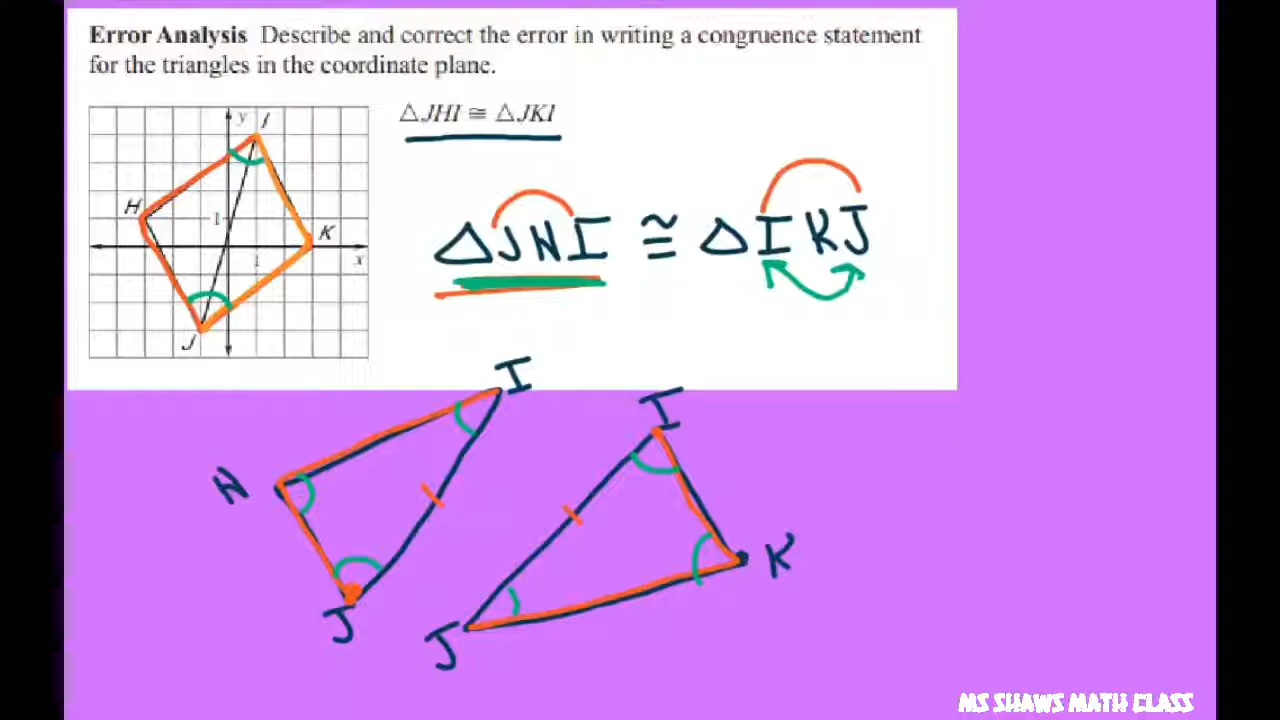 Error Analysis Describe and correct the error in writing a congruence statement
for the triangles in the coordinate plane.
△JHI ≅ △JKI
y
I
H
1
K
1
x
J
△JHI ≅ △IKJ
I
I
H
K
J
J
MS SHAWS MATH CLASS